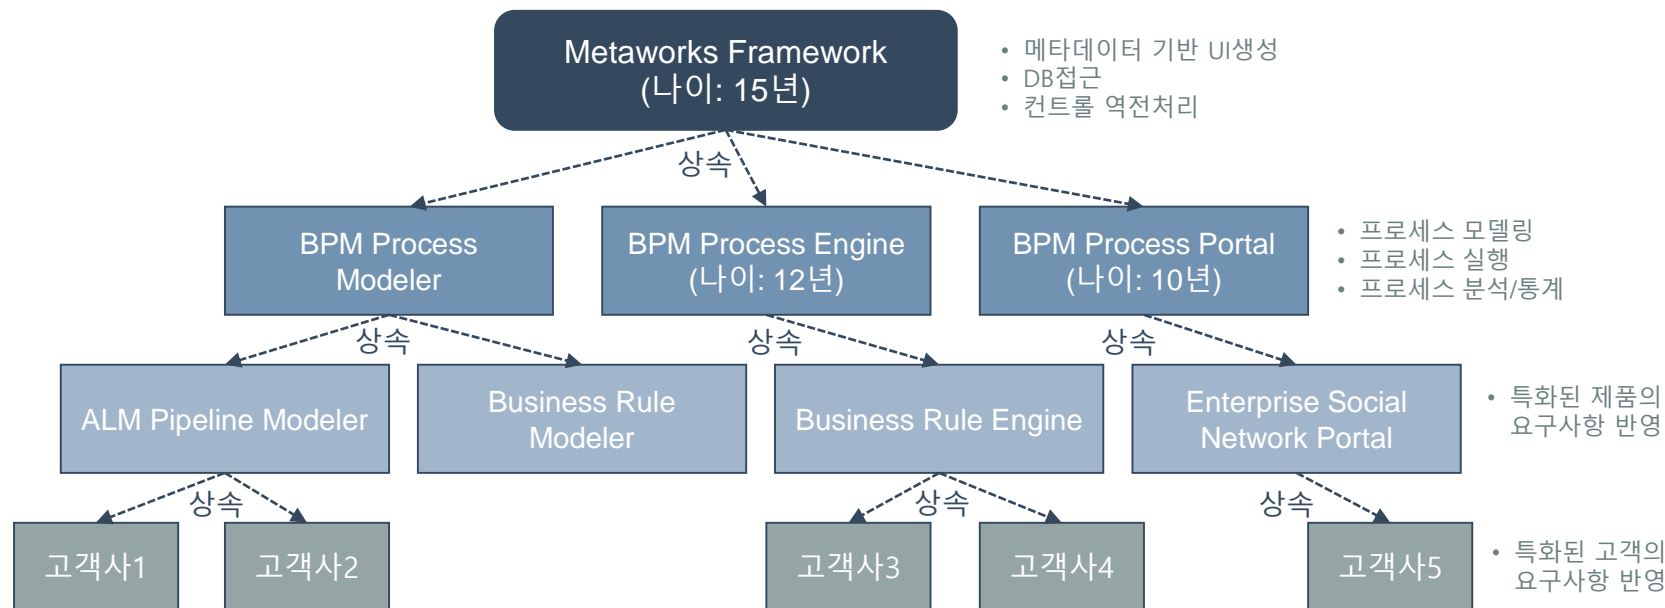 Metaworks Framework
(나이: 15년)
• 메타데이터 기반 UI생성
• DB접근
• 컨트롤 역전처리
상속
BPM Process
Modeler
BPM Process Engine
(나이: 12년)
BPM Process Portal
(나이: 10년)
• 프로세스 모델링
• 프로세스 실행
• 프로세스 분석/통계
상속
상속
상속
ALM Pipeline Modeler
Business Rule
Modeler
Business Rule Engine
Enterprise Social
Network Portal
• 특화된 제품의
요구사항 반영
상속
상속
상속
고객사1
고객사2
고객사3
고객사4
고객사5
• 특화된 고객의
요구사항 반영